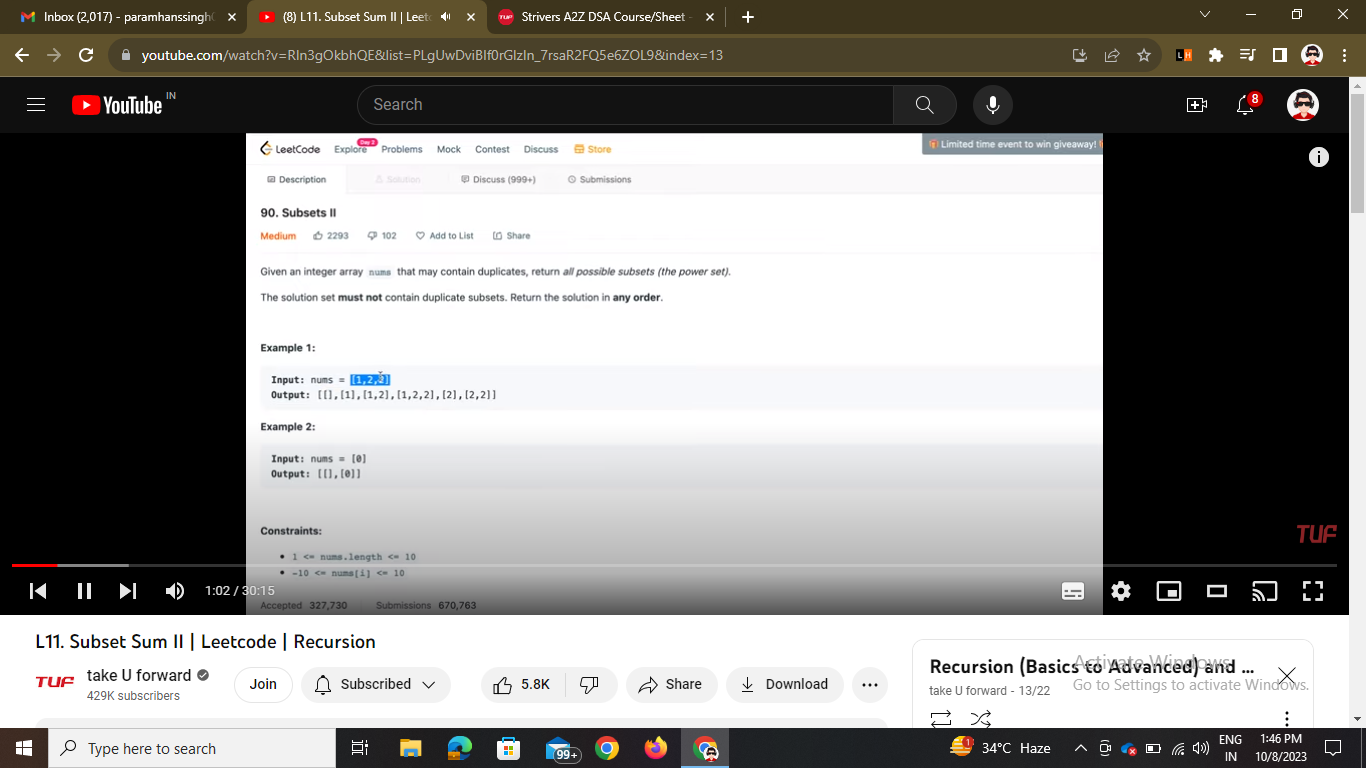 Inbox (2,017) - paramhanssingh
(8) L11. Subset Sum II | Leetc
TUF Strivers A2Z DSA Course/Sheet -
youtube.com/watch?v=RIn3gOkbhQE&list=PLgUwDviBIf0rGlzIn_7rsaR2FQ5e6ZOL9&index=13
LH
YouTube IN
Search
8
LeetCode Explore Day 2 Problems Mock Contest Discuss Store
Limited time event to win giveaway!
Description Solution Discuss (999+) Submissions
90. Subsets II
Medium 2293 102 Add to List Share
Given an integer array nums that may contain duplicates, return all possible subsets (the power set).
The solution set must not contain duplicate subsets. Return the solution in any order.
Example 1:
Input: nums = [1,2,2]
Output: [[],[1],[1,2],[1,2,2],[2],[2,2]]
Example 2:
Input: nums = [0]
Output: [[],[0]]
Constraints:
• 1 <= nums.length <= 10
• -10 <= nums[i] <= 10
TUF
1:02 / 30:15
Accepted 327,730 Submissions 670,763
L11. Subset Sum II | Leetcode | Recursion
TUF take U forward
429K subscribers
Join Subscribed 5.8K Share Download
Recursion (Basics to Advanced) and ...
take U forward - 13/22
Activate Windows
Go to Settings to activate Windows.
Type here to search
99+
1
34°C Haze
ENG
IN
1:46 PM
10/8/2023